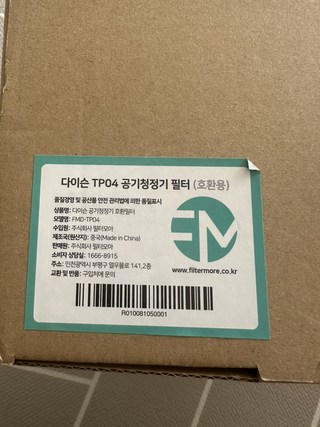 다이슨 TP04 공기청정기 필터 (호환용)
품질경영 및 공산품 안전 관리법에 의한 품질표시
상품명: 다이슨 공기청정기 호환필터
모델명: FMD-TP04
수입원: 주식회사 필터모아
제조국(원산지): 중국(Made in China)
판매원: 주식회사 필터모아
소비자 상담실: 1666-8915
주소: 인천광역시 부평구 열우물로 141, 2층
교환 및 반품: 구입처에 문의
FM
www.filtermore.co.kr
R010081050001